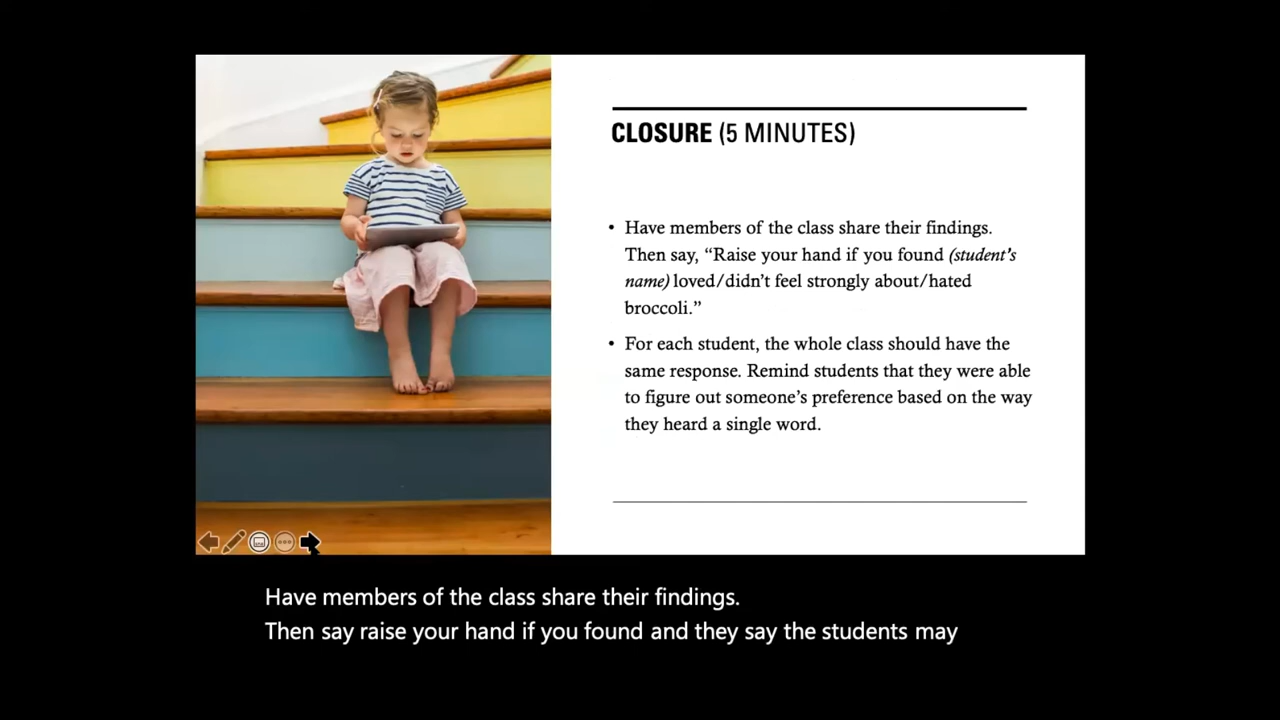 CLOSURE (5 MINUTES)
• Have members of the class share their findings.
Then say, “Raise your hand if you found (student’s
name) loved/didn’t feel strongly about/hated
broccoli.”
• For each student, the whole class should have the
same response. Remind students that they were able
to figure out someone’s preference based on the way
they heard a single word.
Have members of the class share their findings.
Then say raise your hand if you found and they say the students may